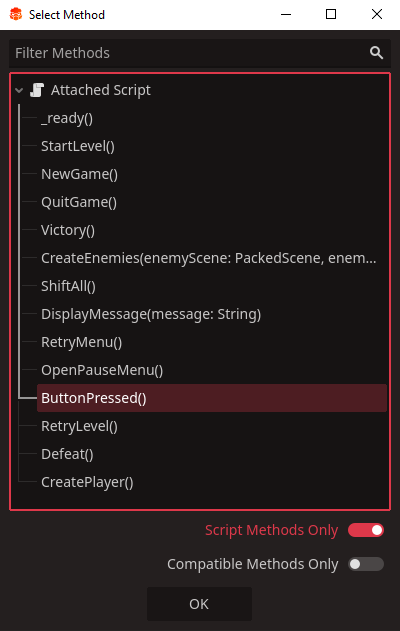 Select Method
Filter Methods
Attached Script
_ready()
StartLevel()
NewGame()
QuitGame()
Victory()
CreateEnemies(enemyScene: PackedScene, enem...
ShiftAll()
DisplayMessage(message: String)
RetryMenu()
OpenPauseMenu()
ButtonPressed()
RetryLevel()
Defeat()
CreatePlayer()
Script Methods Only
Compatible Methods Only
OK